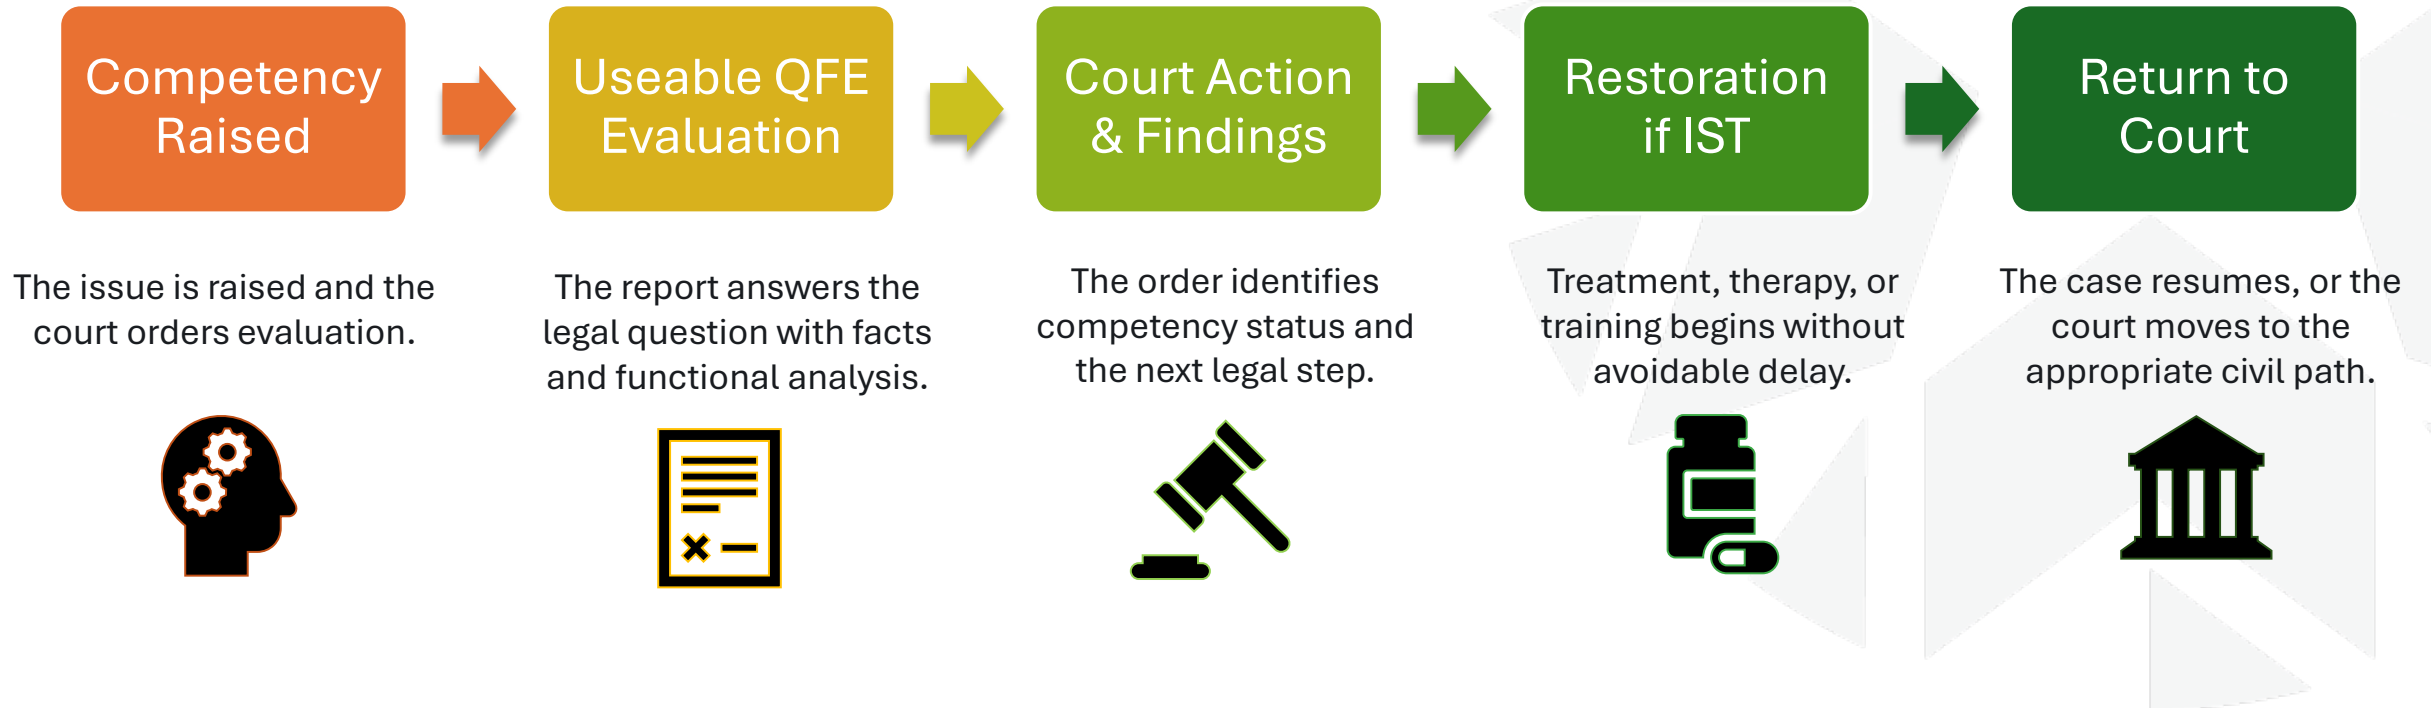 Competency
Raised
Useable QFE
Evaluation
Court Action
& Findings
Restoration
if IST
Return to
Court
The issue is raised and the
court orders evaluation.
The report answers the
legal question with facts
and functional analysis.
The order identifies
competency status and
the next legal step.
Treatment, therapy, or
training begins without
avoidable delay.
The case resumes, or the
court moves to the
appropriate civil path.